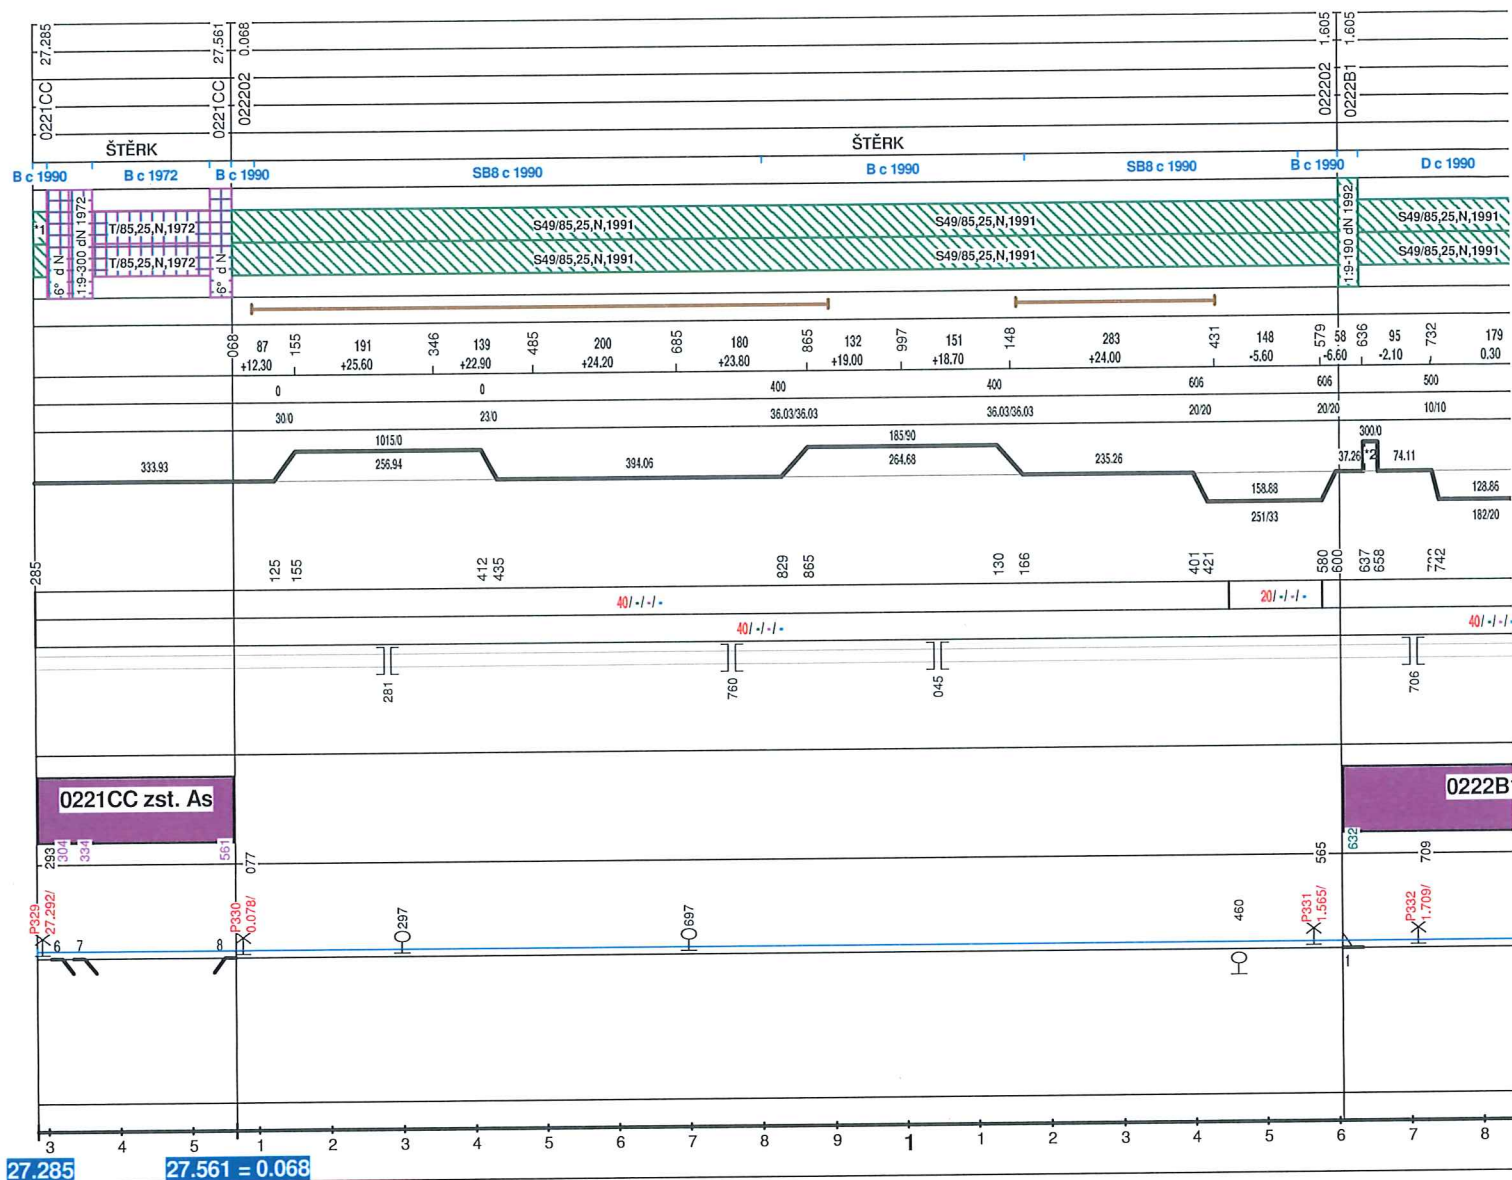 27.285 27.561 0.068 1.605 1.605
0221CC 0221CC 022202 022202 0222B1
ŠTĚRK ŠTĚRK
B c 1990 B c 1972 B c 1990 SB8 c 1990 B c 1990 SB8 c 1990 B c 1990 D c 1990
*1 6° d N 1:9-300 dN 1972 T/85,25,N,1972 6° d N S49/85,25,N,1991 S49/85,25,N,1991 1:9-190 dN 1992 S49/85,25,N,1991
T/85,25,N,1972 S49/85,25,N,1991 S49/85,25,N,1991 S49/85,25,N,1991
068 87 155 191 346 139 485 200 685 180 865 132 997 151 148 283 431 148 579 58 636 95 732 179
+12.30 +25.60 +22.90 +24.20 +23.80 +19.00 +18.70 +24.00 -5.60 -6.60 -2.10 0.30
0 0 400 400 606 606 500
30/0 23/0 36.03/36.03 36.03/36.03 20/20 20/20 10/10
1015/0 185/90 300/0
333.93 256.94 394.06 264.68 235.26 37.26 *2 74.11
158.88 128.86
251/33 182/20
285 125 155 412 435 829 865 130 166 401 421 580 600 637 658 742
40/-/-/- 20/-/-/-
40/-/-/- 40/-/-/
281 760 045 706
0221CC zst. As 0222B1
293 304 334 561 077 565 632 709
P329 27.292/ P330 0.078/ 297 697 460 P331 1.565/ P332 1.709/
6 7 8 1
3 4 5 1 2 3 4 5 6 7 8 9 1 1 2 3 4 5 6 7 8
27.285 27.561 = 0.068